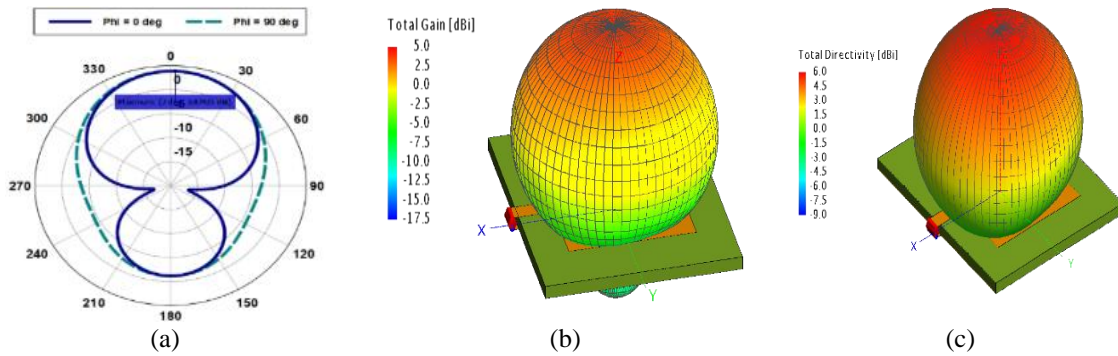 Phi = 0 deg Phi = 90 deg
0
330 30
0
300 60
-10
-15
270 90
240 120
210 150
180
(a)
Total Gain [dBi]
5.0
2.5
0.0
-2.5
-5.0
-7.5
-10.0
-12.5
-15.0
-17.5
Z
X
Y
(b)
Total Directivity [dBi]
6.0
4.5
3.0
1.5
0.0
-1.5
-3.0
-4.5
-6.0
-7.5
-9.0
X
Y
(c)